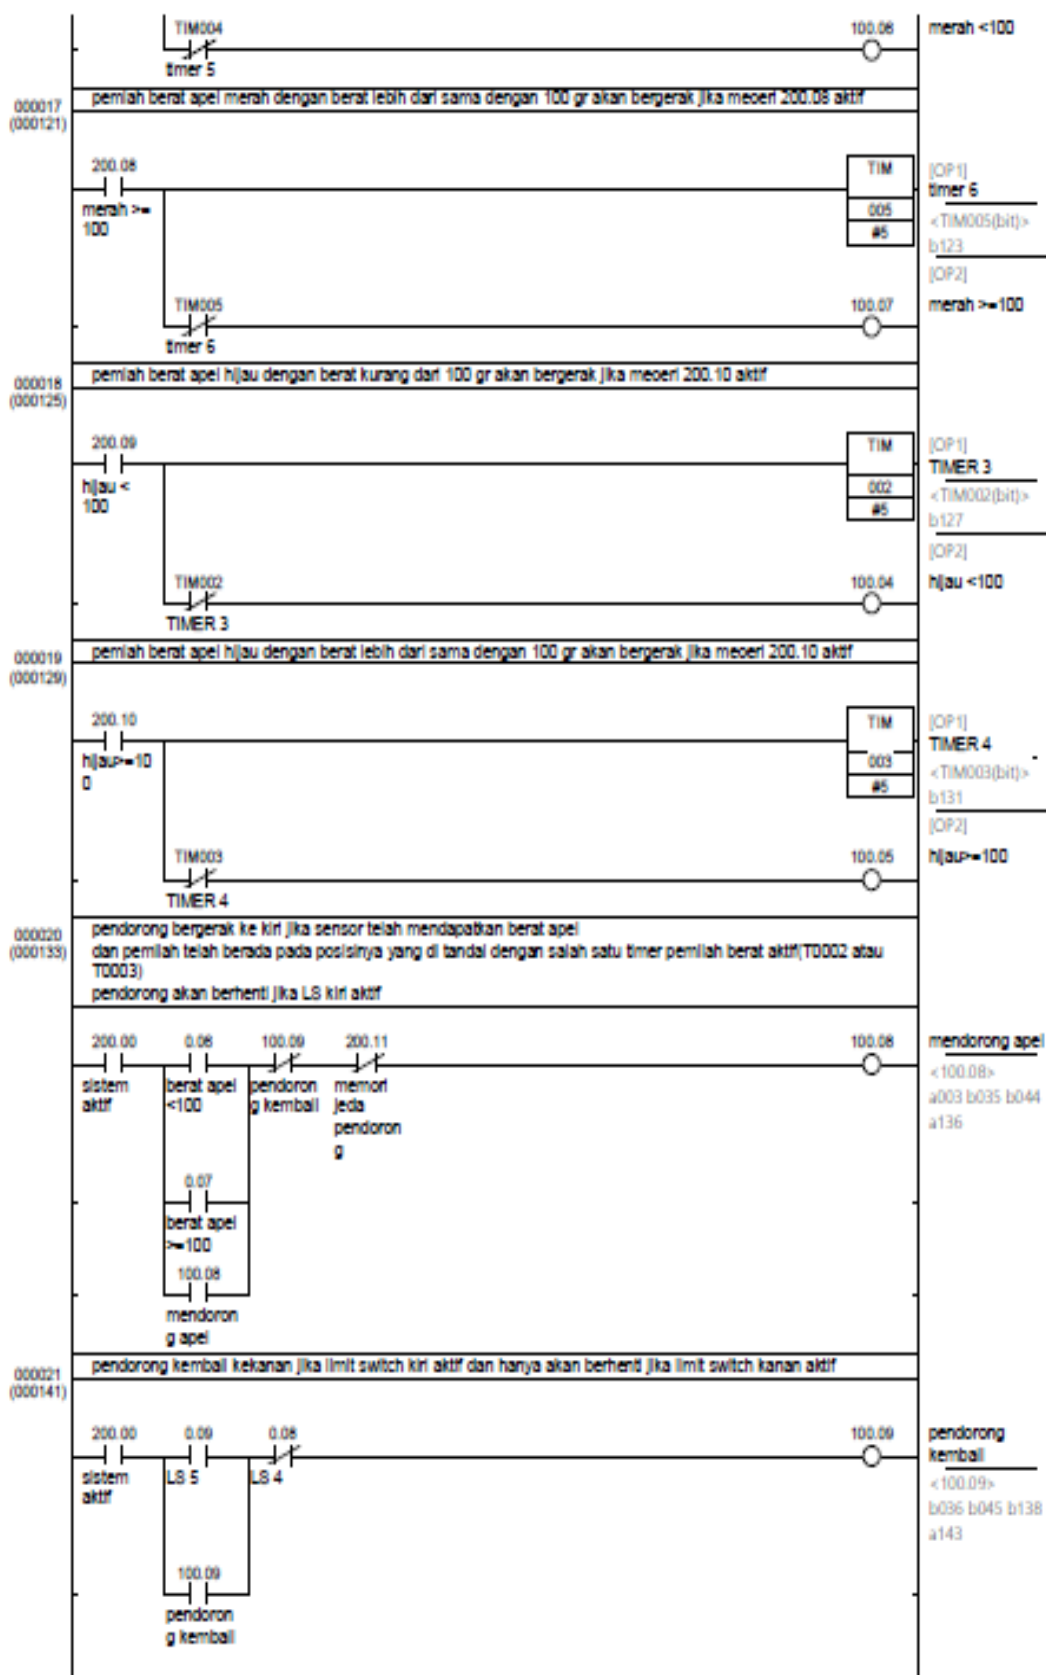 TIM004
100.06
merah <100
timer 5
000017
(000121)
pemlah berat apel merah dengan berat lebih dari sama dengan 100 gr akan bergerak jika meoeri 200.08 aktif
200.08
TIM
[OP1]
timer 6
merah >=
100
005
#5
<TIM005(bit)>
b123
[OP2]
TIM005
100.07
merah >=100
timer 6
000018
(000125)
pemlah berat apel hijau dengan berat kurang dari 100 gr akan bergerak jika meoeri 200.10 aktif
200.09
TIM
[OP1]
TIMER 3
hijau <
100
002
#5
<TIM002(bit)>
b127
[OP2]
TIM002
100.04
hijau <100
TIMER 3
000019
(000129)
pemlah berat apel hijau dengan berat lebih dari sama dengan 100 gr akan bergerak jika meoeri 200.10 aktif
200.10
TIM
[OP1]
TIMER 4
hijau>=10
0
003
#5
<TIM003(bit)>
b131
[OP2]
TIM003
100.05
hijau>=100
TIMER 4
000020
(000133)
pendorong bergerak ke kiri jika sensor telah mendapatkan berat apel
dan pemilah telah berada pada posisinya yang di tandai dengan salah satu timer pemilah berat aktif(T0002 atau
T0003)
pendorong akan berhenti jika LS kiri aktif
200.00
0.06
100.09
200.11
100.08
mendorong apel
sistem
aktif
berat apel
<100
pendoron
g kembali
memori
jeda
pendoron
g
<100.08>
a003 b035 b044
a136
0.07
berat apel
>=100
100.08
mendoron
g apel
000021
(000141)
pendorong kembali kekanan jika limit switch kiri aktif dan hanya akan berhenti jika limit switch kanan aktif
200.00
0.09
0.08
100.09
pendorong
kembali
sistem
aktif
LS 5
LS 4
<100.09>
b036 b045 b138
a143
100.09
pendoron
g kembali